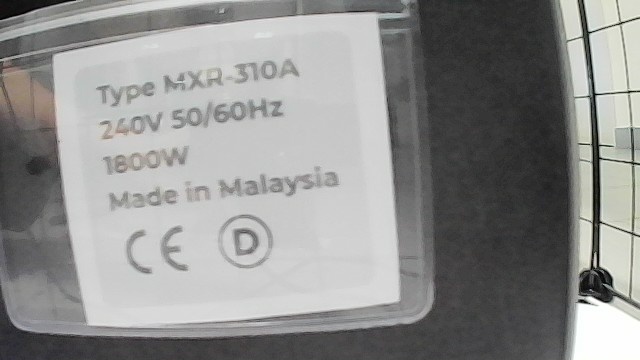 Type MXR-310A
240V 50/60Hz
1800W
Made in Malaysia
CE D